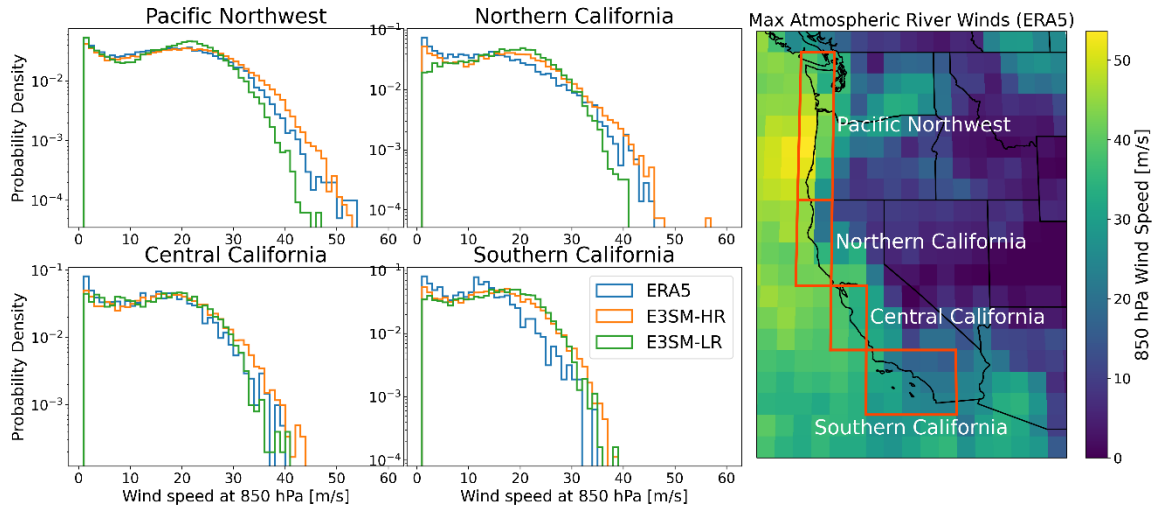 Pacific Northwest
Northern California
Max Atmospheric River Winds (ERA5)
Probability Density
10⁻²
10⁻³
10⁻⁴
0 10 20 30 40 50 60
10⁻¹
10⁻²
10⁻³
10⁻⁴
0 10 20 30 40 50 60
Central California
Southern California
Probability Density
10⁻¹
10⁻²
10⁻³
0 10 20 30 40 50 60
Wind speed at 850 hPa [m/s]
10⁻¹
10⁻²
10⁻³
10⁻⁴
ERA5
E3SM-HR
E3SM-LR
0 10 20 30 40 50 60
Wind speed at 850 hPa [m/s]
Pacific Northwest
Northern California
Central California
Southern California
50
40
30
20
10
0
850 hPa Wind Speed [m/s]